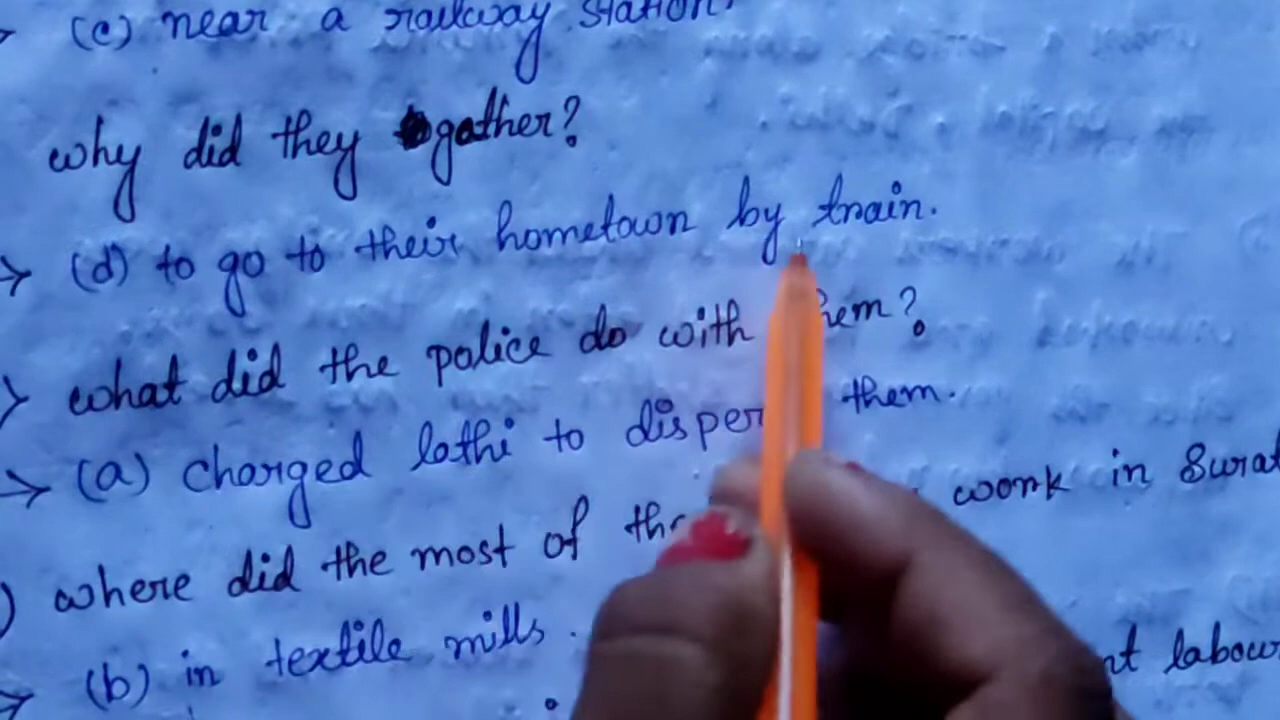 (c) near a railway station.
why did they gather?
→ (d) to go to their hometown by train.
what did the police do with them?
→ (a) charged lathi to disper them.
where did the most of the work in Surat
→ (b) in textile mills.
labour